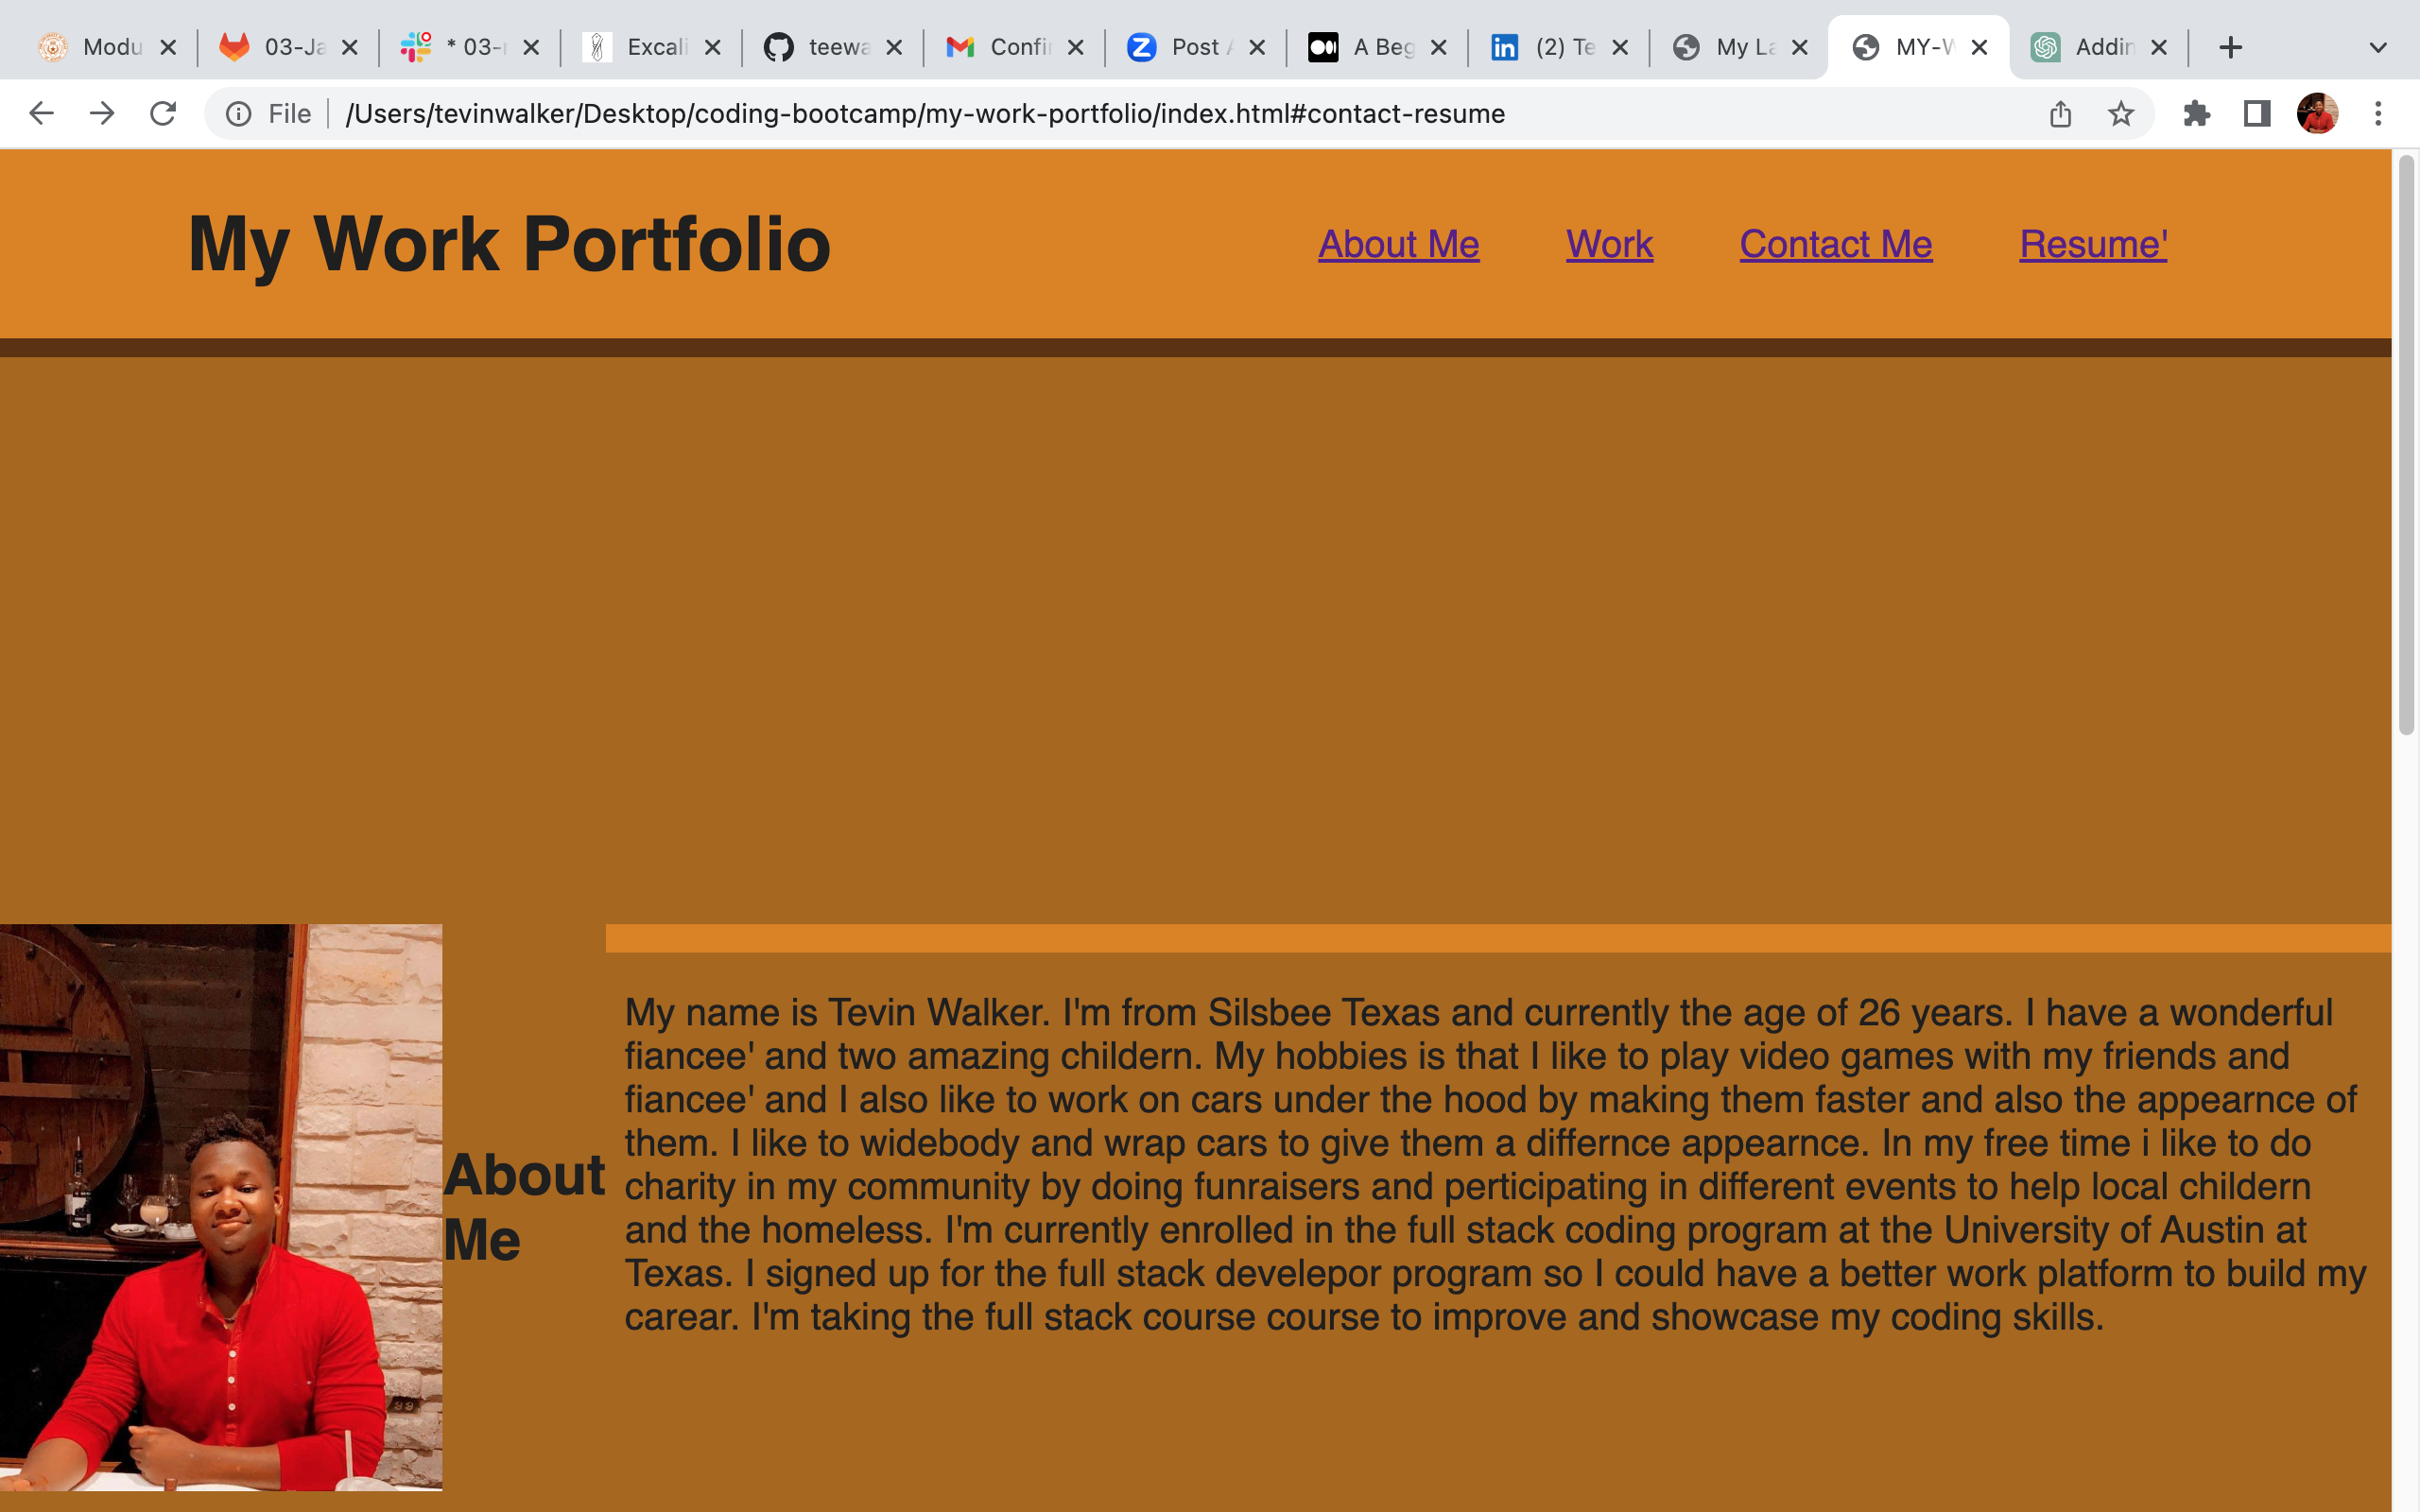 Modu
03-Ja
* 03-
Excali
teewa
Confi
Post
A Beg
(2) Te
My La
MY-W
Addin
File
/Users/tevinwalker/Desktop/coding-bootcamp/my-work-portfolio/index.html#contact-resume
My Work Portfolio
About Me
Work
Contact Me
Resume'
About
Me
My name is Tevin Walker. I'm from Silsbee Texas and currently the age of 26 years. I have a wonderful
fiancee' and two amazing childern. My hobbies is that I like to play video games with my friends and
fiancee' and I also like to work on cars under the hood by making them faster and also the appearnce of
them. I like to widebody and wrap cars to give them a differnce appearnce. In my free time i like to do
charity in my community by doing funraisers and perticipating in different events to help local childern
and the homeless. I'm currently enrolled in the full stack coding program at the University of Austin at
Texas. I signed up for the full stack develepor program so I could have a better work platform to build my
carear. I'm taking the full stack course course to improve and showcase my coding skills.